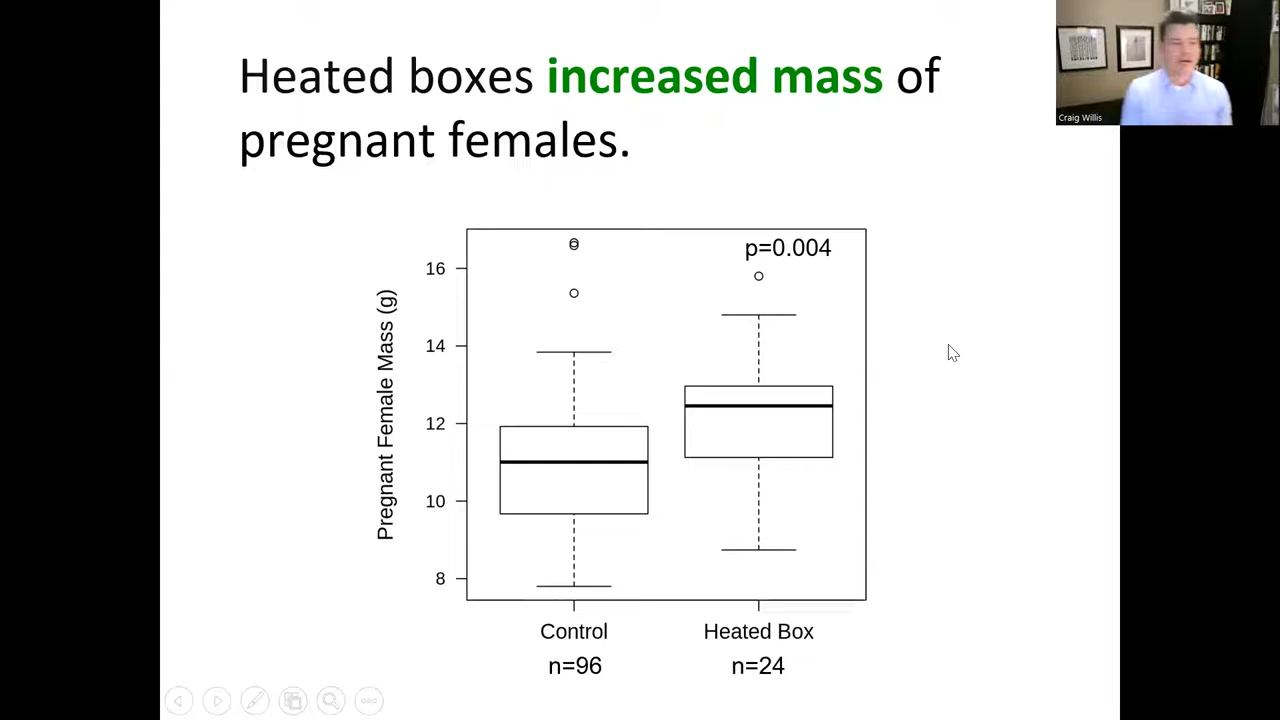 Heated boxes increased mass of
pregnant females.
Craig Willis
p=0.004
Pregnant Female Mass (g)
16
14
12
10
8
Control
Heated Box
n=96
n=24